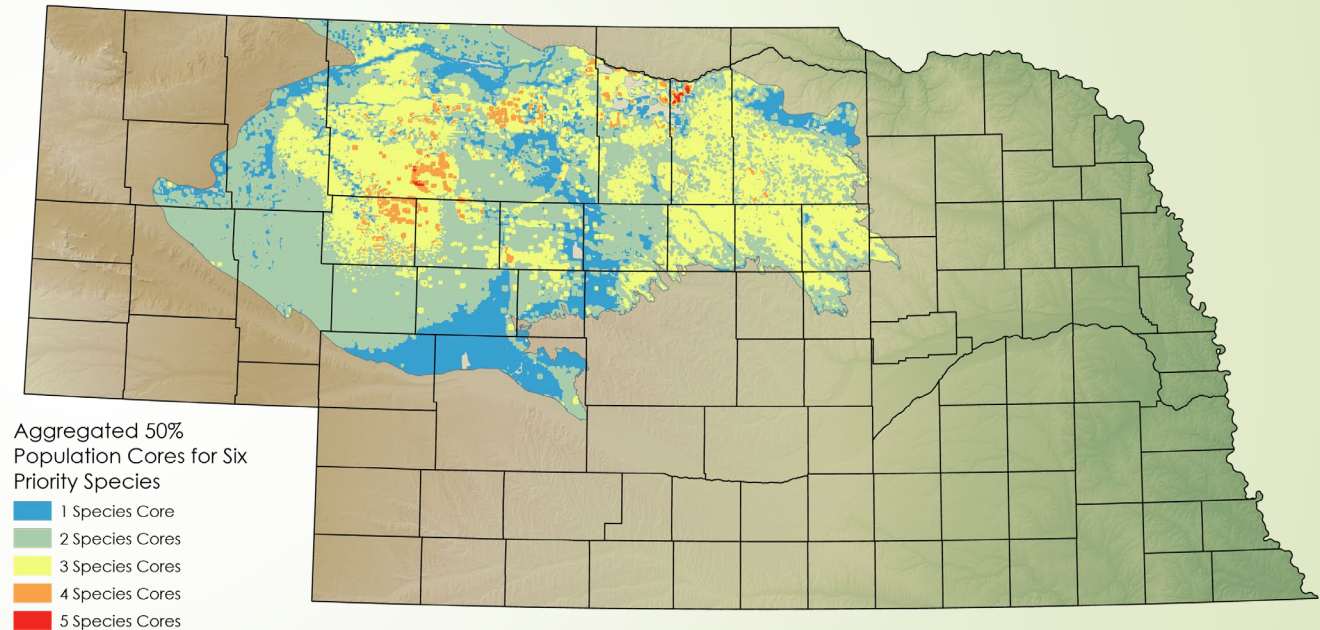 Aggregated 50%
Population Cores for Six
Priority Species
1 Species Core
2 Species Cores
3 Species Cores
4 Species Cores
5 Species Cores